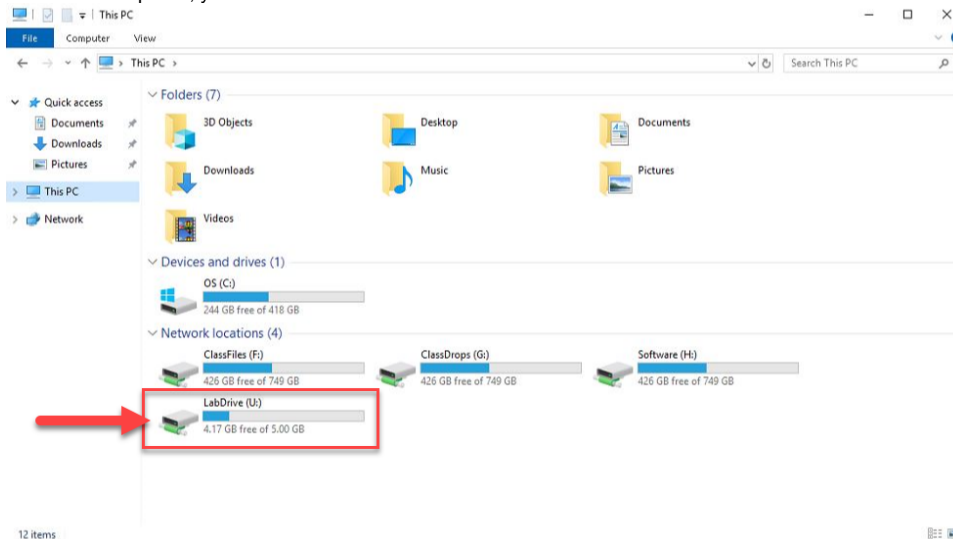 This PC
File Computer View
This PC
Search This PC
Quick access
Documents
Downloads
Pictures
This PC
Network
Folders (7)
3D Objects
Desktop
Documents
Downloads
Music
Pictures
Videos
Devices and drives (1)
OS (C:)
244 GB free of 418 GB
Network locations (4)
ClassFiles (F:)
426 GB free of 749 GB
ClassDrops (G:)
426 GB free of 749 GB
Software (H:)
426 GB free of 749 GB
LabDrive (U:)
4.17 GB free of 5.00 GB
12 items